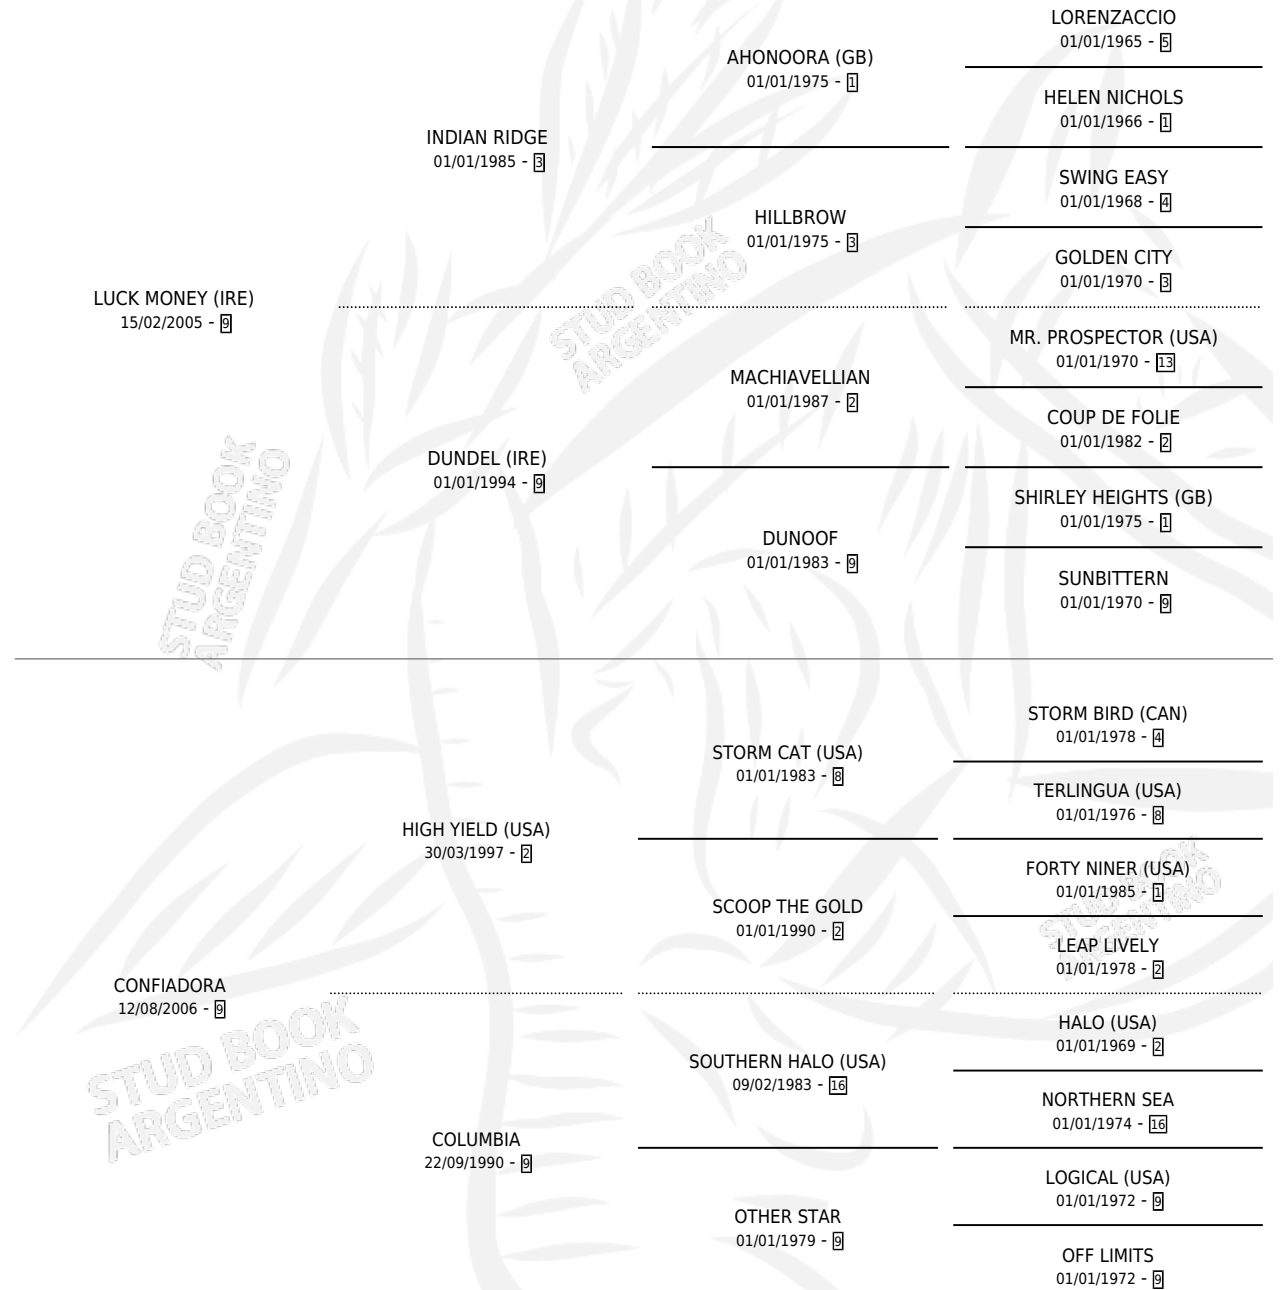 LORENZACCIO
01/01/1965 - 5
AHONOORA (GB)
01/01/1975 - 1
HELEN NICHOLS
01/01/1966 - 1
INDIAN RIDGE
01/01/1985 - 3
SWING EASY
01/01/1968 - 4
HILLBROW
01/01/1975 - 3
GOLDEN CITY
01/01/1970 - 3
LUCK MONEY (IRE)
15/02/2005 - 9
STUD BOOK
ARGENTINO
MR. PROSPECTOR (USA)
01/01/1970 - 13
MACHIAVELLIAN
01/01/1987 - 2
COUP DE FOLIE
01/01/1982 - 2
DUNDEL (IRE)
01/01/1994 - 9
SHIRLEY HEIGHTS (GB)
01/01/1975 - 1
DUNOOF
01/01/1983 - 9
SUNBITTERN
01/01/1970 - 9
STUD BOOK
ARGENTINO
STORM BIRD (CAN)
01/01/1978 - 4
STORM CAT (USA)
01/01/1983 - 8
TERLINGUA (USA)
01/01/1976 - 8
HIGH YIELD (USA)
30/03/1997 - 2
FORTY NINER (USA)
01/01/1985 - 1
SCOOP THE GOLD
01/01/1990 - 2
LEAP LIVELY
01/01/1978 - 2
STUD BOOK
ARGENTINO
CONFIADORA
12/08/2006 - 9
HALO (USA)
01/01/1969 - 2
SOUTHERN HALO (USA)
09/02/1983 - 16
NORTHERN SEA
01/01/1974 - 16
STUD BOOK
ARGENTINO
COLUMBIA
22/09/1990 - 9
LOGICAL (USA)
01/01/1972 - 9
OTHER STAR
01/01/1979 - 9
OFF LIMITS
01/01/1972 - 9